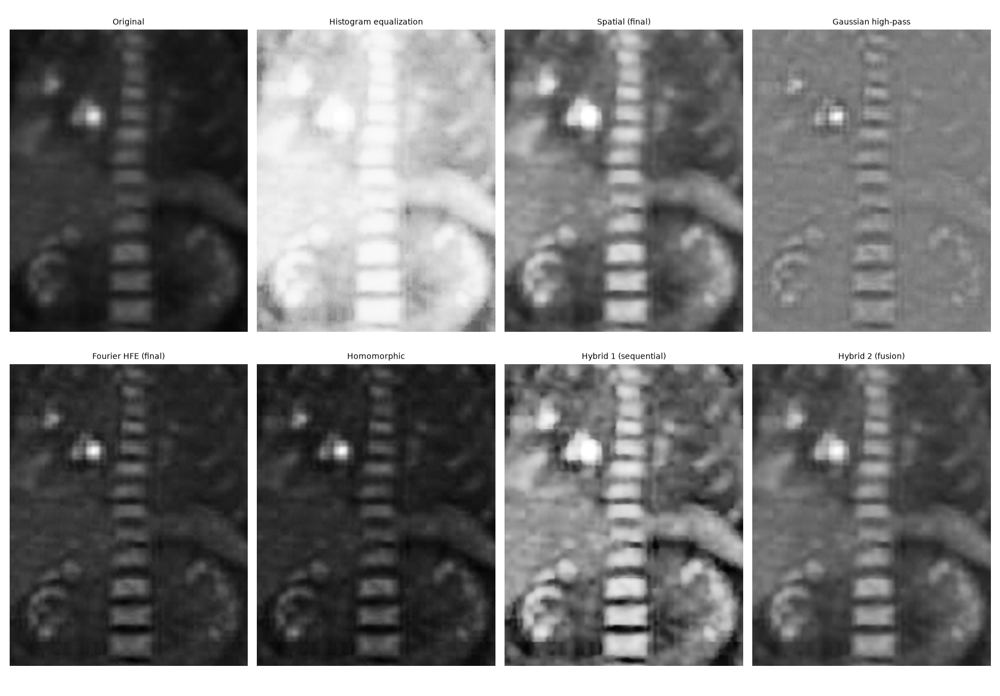 Original
Histogram equalization
Spatial (final)
Gaussian high-pass
Fourier HFE (final)
Homomorphic
Hybrid 1 (sequential)
Hybrid 2 (fusion)